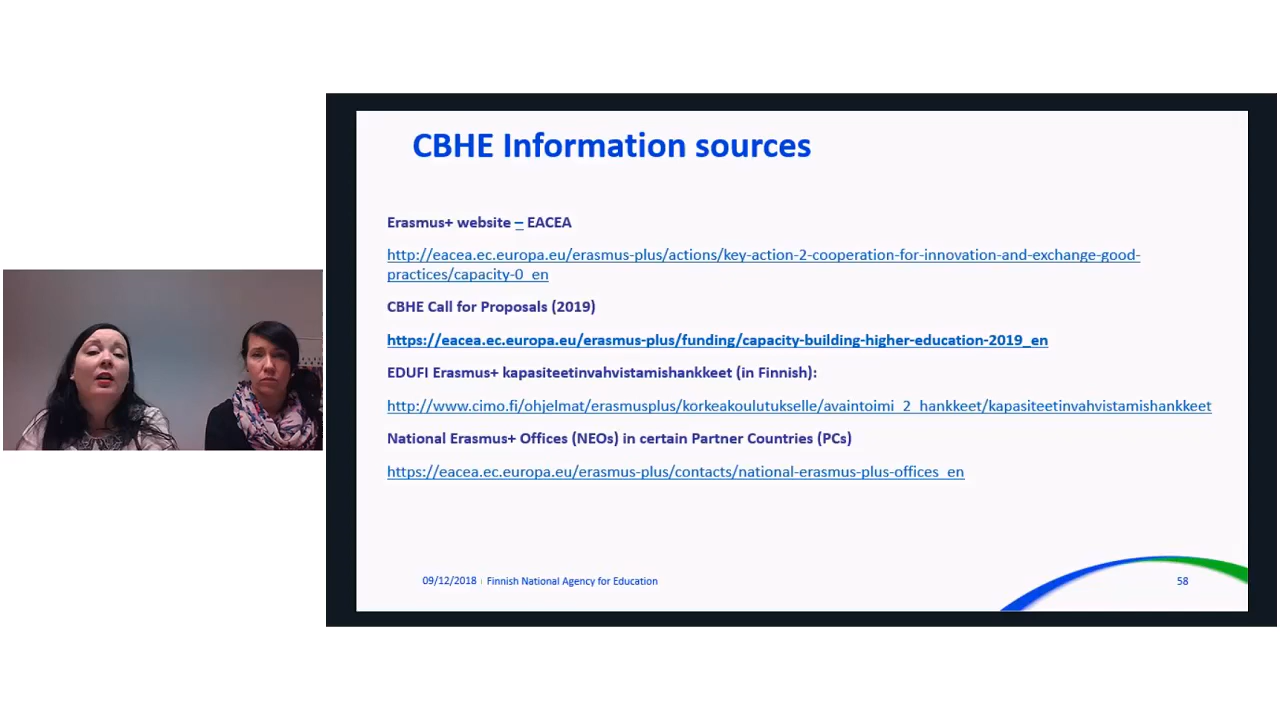 CBHE Information sources
Erasmus+ website – EACEA
http://eacea.ec.europa.eu/erasmus-plus/actions/key-action-2-cooperation-for-innovation-and-exchange-good-
practices/capacity-0_en
CBHE Call for Proposals (2019)
https://eacea.ec.europa.eu/erasmus-plus/funding/capacity-building-higher-education-2019_en
EDUFI Erasmus+ kapasiteetinvahvistamishankkeet (in Finnish):
http://www.cimo.fi/ohjelmat/erasmusplus/korkeakoulutukselle/avaintoimi_2_hankkeet/kapasiteetinvahvistamishankkeet
National Erasmus+ Offices (NEOs) in certain Partner Countries (PCs)
https://eacea.ec.europa.eu/erasmus-plus/contacts/national-erasmus-plus-offices_en
09/12/2018 | Finnish National Agency for Education 58